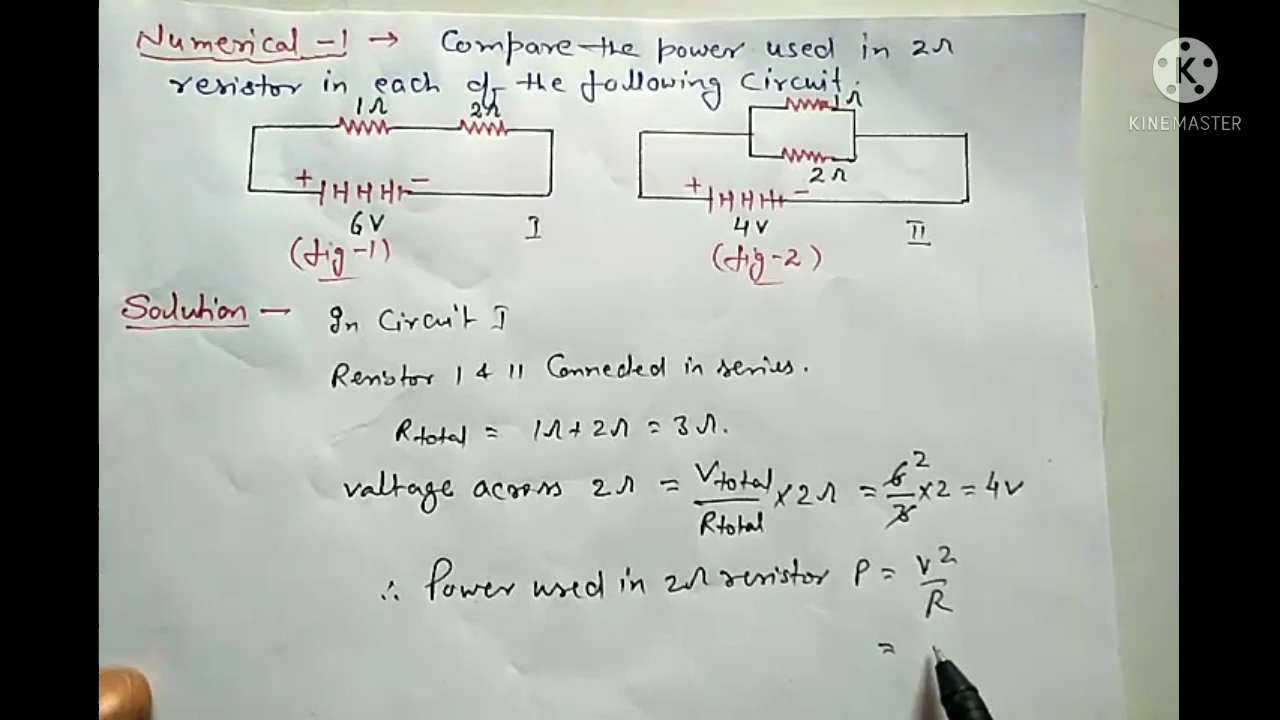 Numerical -1 → Compare the power used in 2Ω
resistor in each of the following Circuit.
1Ω 2Ω
+ -
6V I
(fig-1)
1Ω
2Ω
+ -
4V II
(fig-2)
K
KINEMASTER
Solution - In Circuit I
Resistor I & II Connected in series.
Rtotal = 1Ω + 2Ω = 3Ω.
valtage across 2Ω = Vtotal/Rtotal × 2Ω = 6²/3 × 2 = 4V
∴ Power used in 2Ω resistor P = V²/R
=